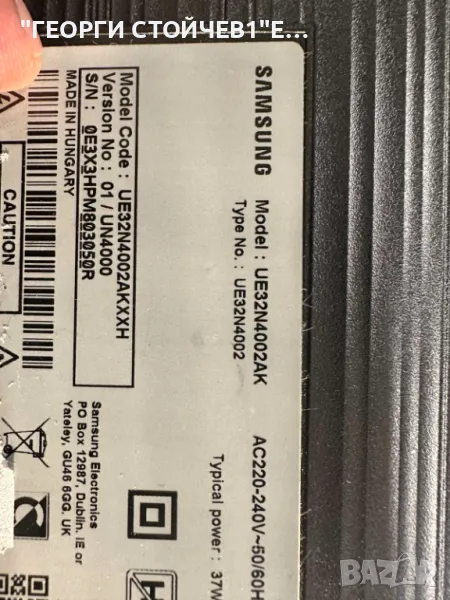 "ГЕОРГИ СТОЙЧЕВ1"Е...
SAMSUNG
Model : UE32N4002AK
Type No. : UE32N4002
AC220-240V~50/60H
Typical power : 37W
Model Code : UE32N4002AKXXH
Version No : 01 / UN4000
S/N : 0E3X3HPM803050R
MADE IN HUNGARY
CAUTION
Samsung Electronics
PO Box 12987, Dublin. IE or
Yateley, GU46 6GG. UK
BAZAR